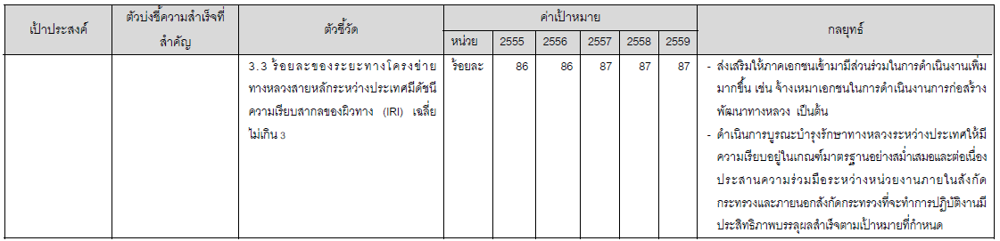 เป้าประสงค์
ตัวบ่งชี้ความสำเร็จที่
สำคัญ
ตัวชี้วัด
ค่าเป้าหมาย
กลยุทธ์
หน่วย 2555 2556 2557 2558 2559
3.3 ร้อยละของระยะทางโครงข่าย
ทางหลวงสายหลักระหว่างประเทศมีดัชนี
ความเรียบสากลของผิวทาง (IRI) เฉลี่ย
ไม่เกิน 3
ร้อยละ 86 86 87 87 87
- ส่งเสริมให้ภาคเอกชนเข้ามามีส่วนร่วมในการดำเนินงานเพิ่ม
มากขึ้น เช่น จ้างเหมาเอกชนในการดำเนินงานการก่อสร้าง
พัฒนาทางหลวง เป็นต้น
- ดำเนินการบูรณะบำรุงรักษาทางหลวงระหว่างประเทศให้มี
ความเรียบอยู่ในเกณฑ์มาตรฐานอย่างสม่ำเสมอและต่อเนื่อง
ประสานความร่วมมือระหว่างหน่วยงานภายในสังกัด
กระทรวงและภายนอกสังกัดกระทรวงที่จะทำการปฏิบัติงานมี
ประสิทธิภาพบรรลุผลสำเร็จตามเป้าหมายที่กำหนด